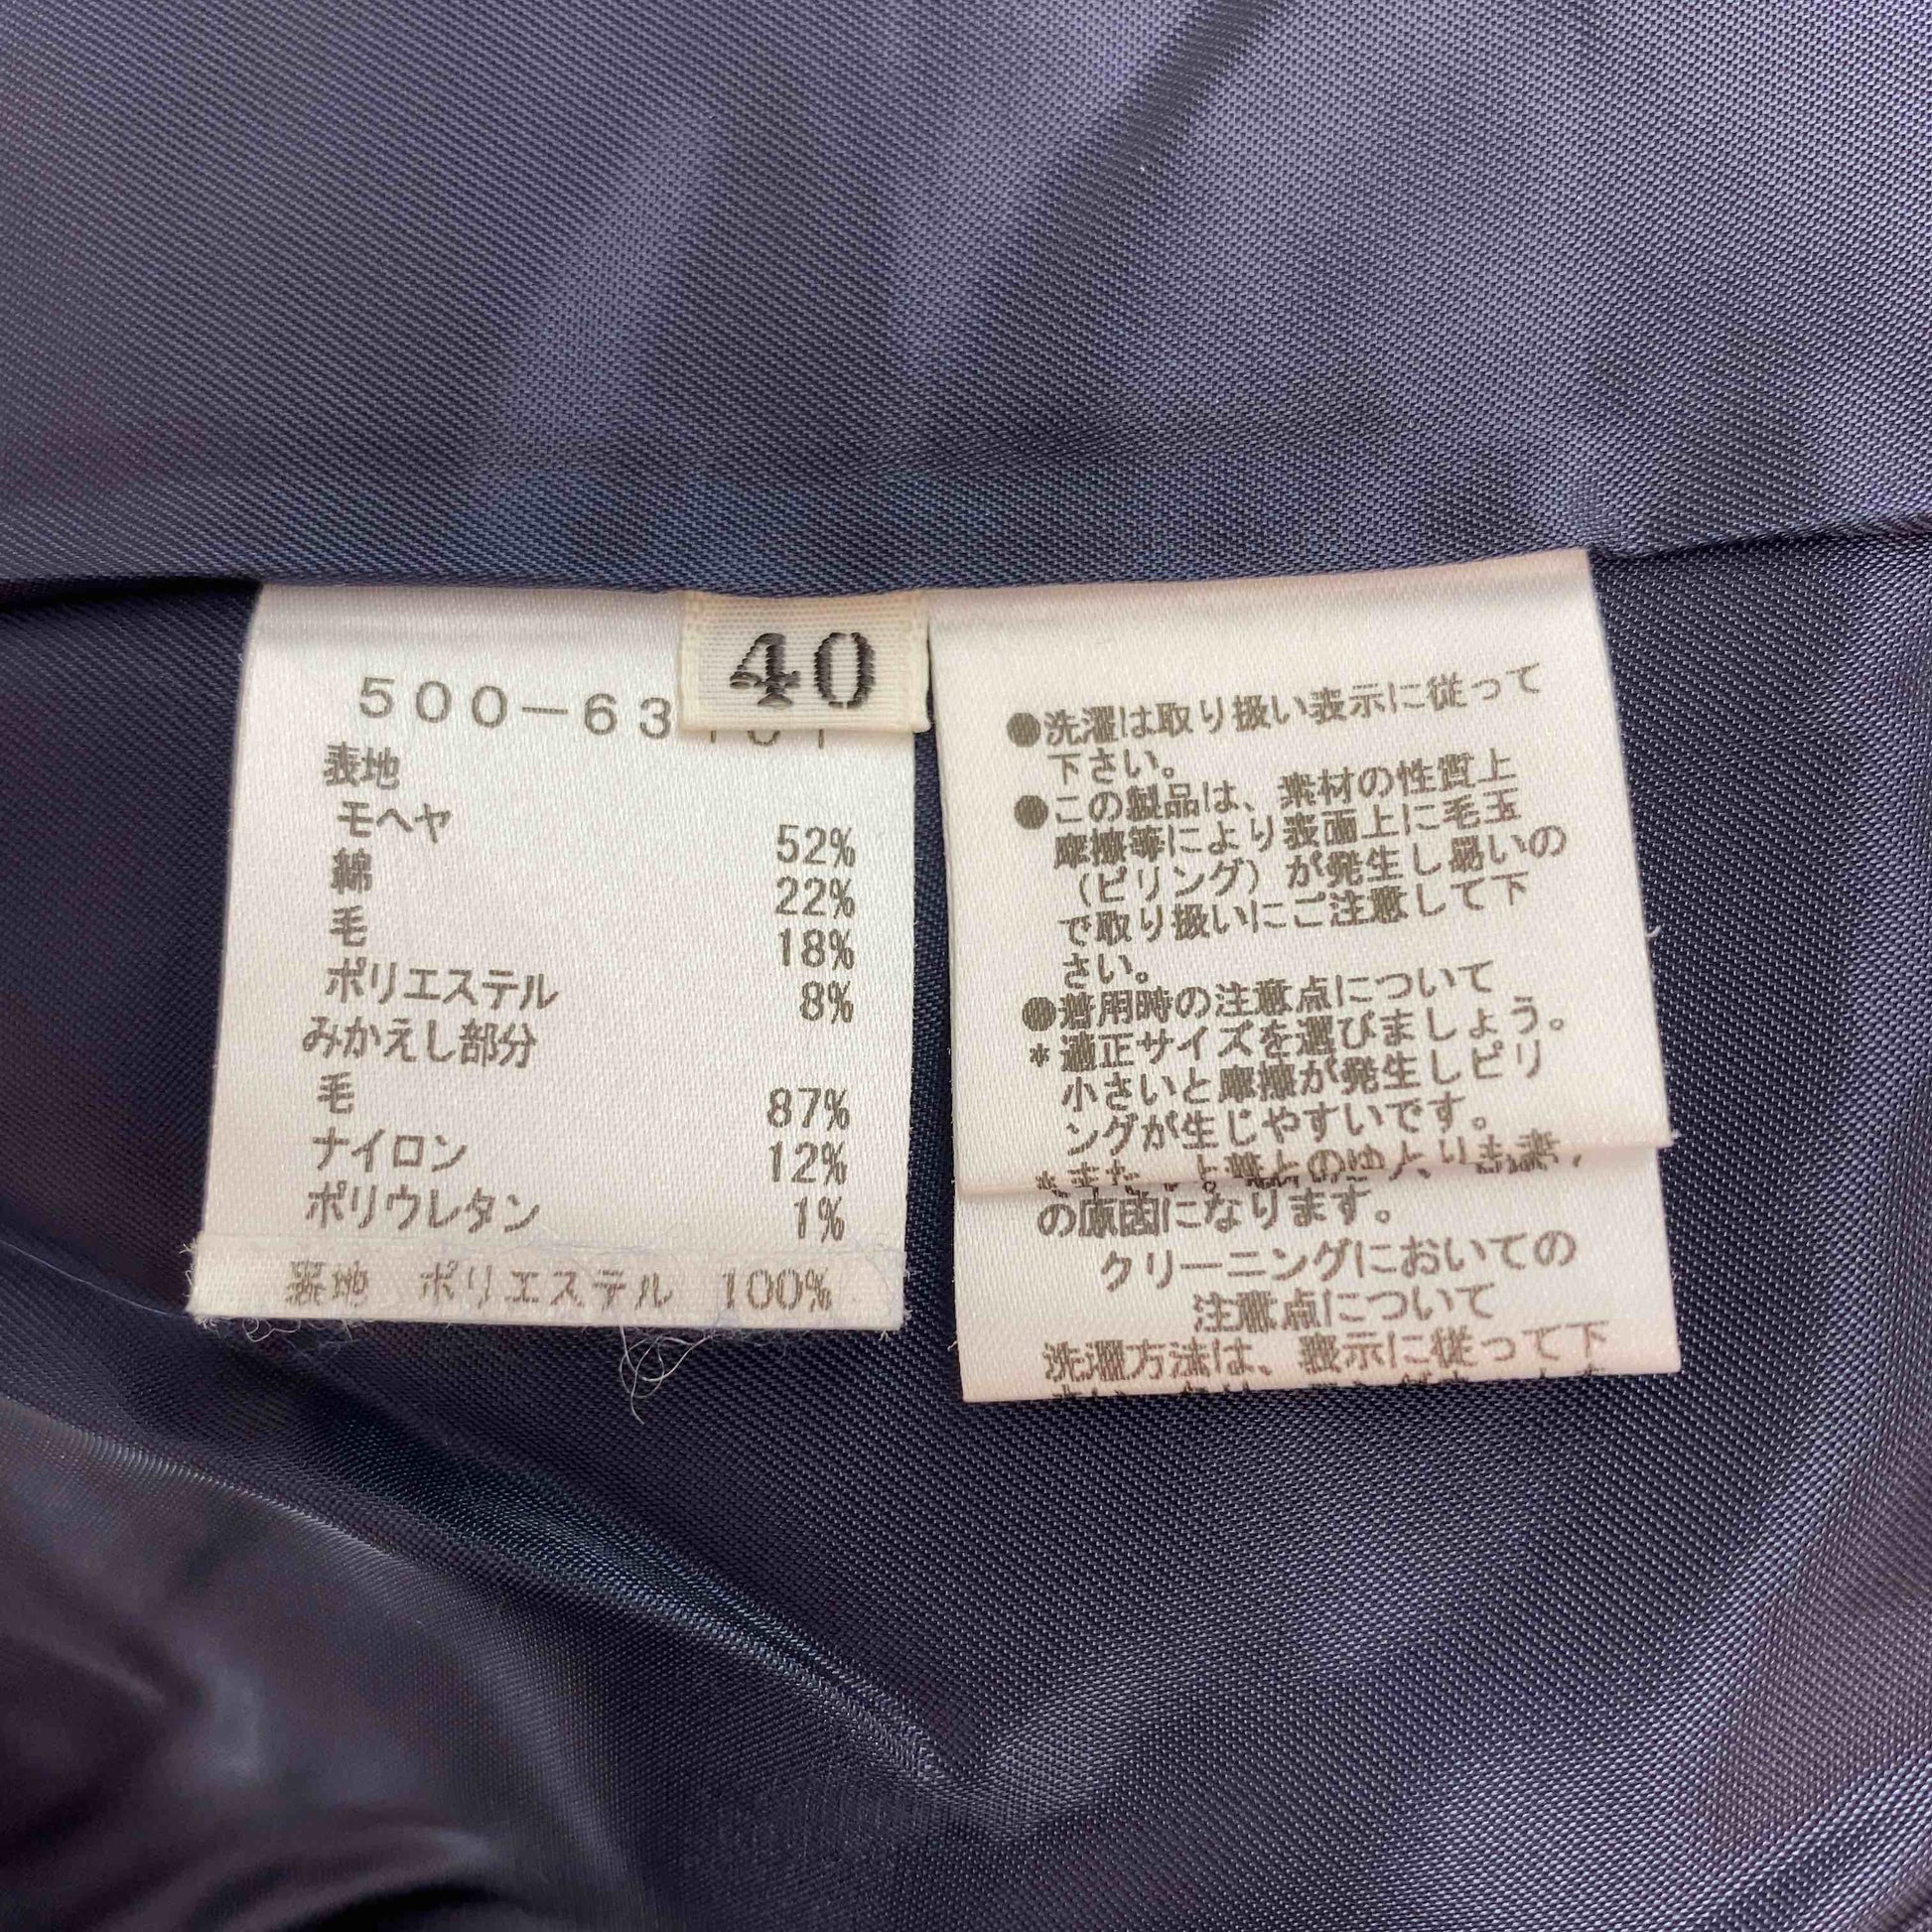 40
500-63
表地
モヘヤ 52%
綿 22%
毛 18%
ポリエステル 8%
みかえし部分
毛 87%
ナイロン 12%
ポリウレタン 1%
裏地 ポリエステル 100%
●洗濯は取り扱い表示に従って
下さい。
●この製品は、素材の性質上
摩擦等により表面上に毛玉
(ピリング)が発生し易いの
で取り扱いにご注意して下
さい。
●着用時の注意点について
*適正サイズを選びましょう。
小さいと摩擦が発生しピリ
ングが生じやすいです。
の原因になります。
クリーニングにおいての
注意点について
洗濯方法は、表示に従って下